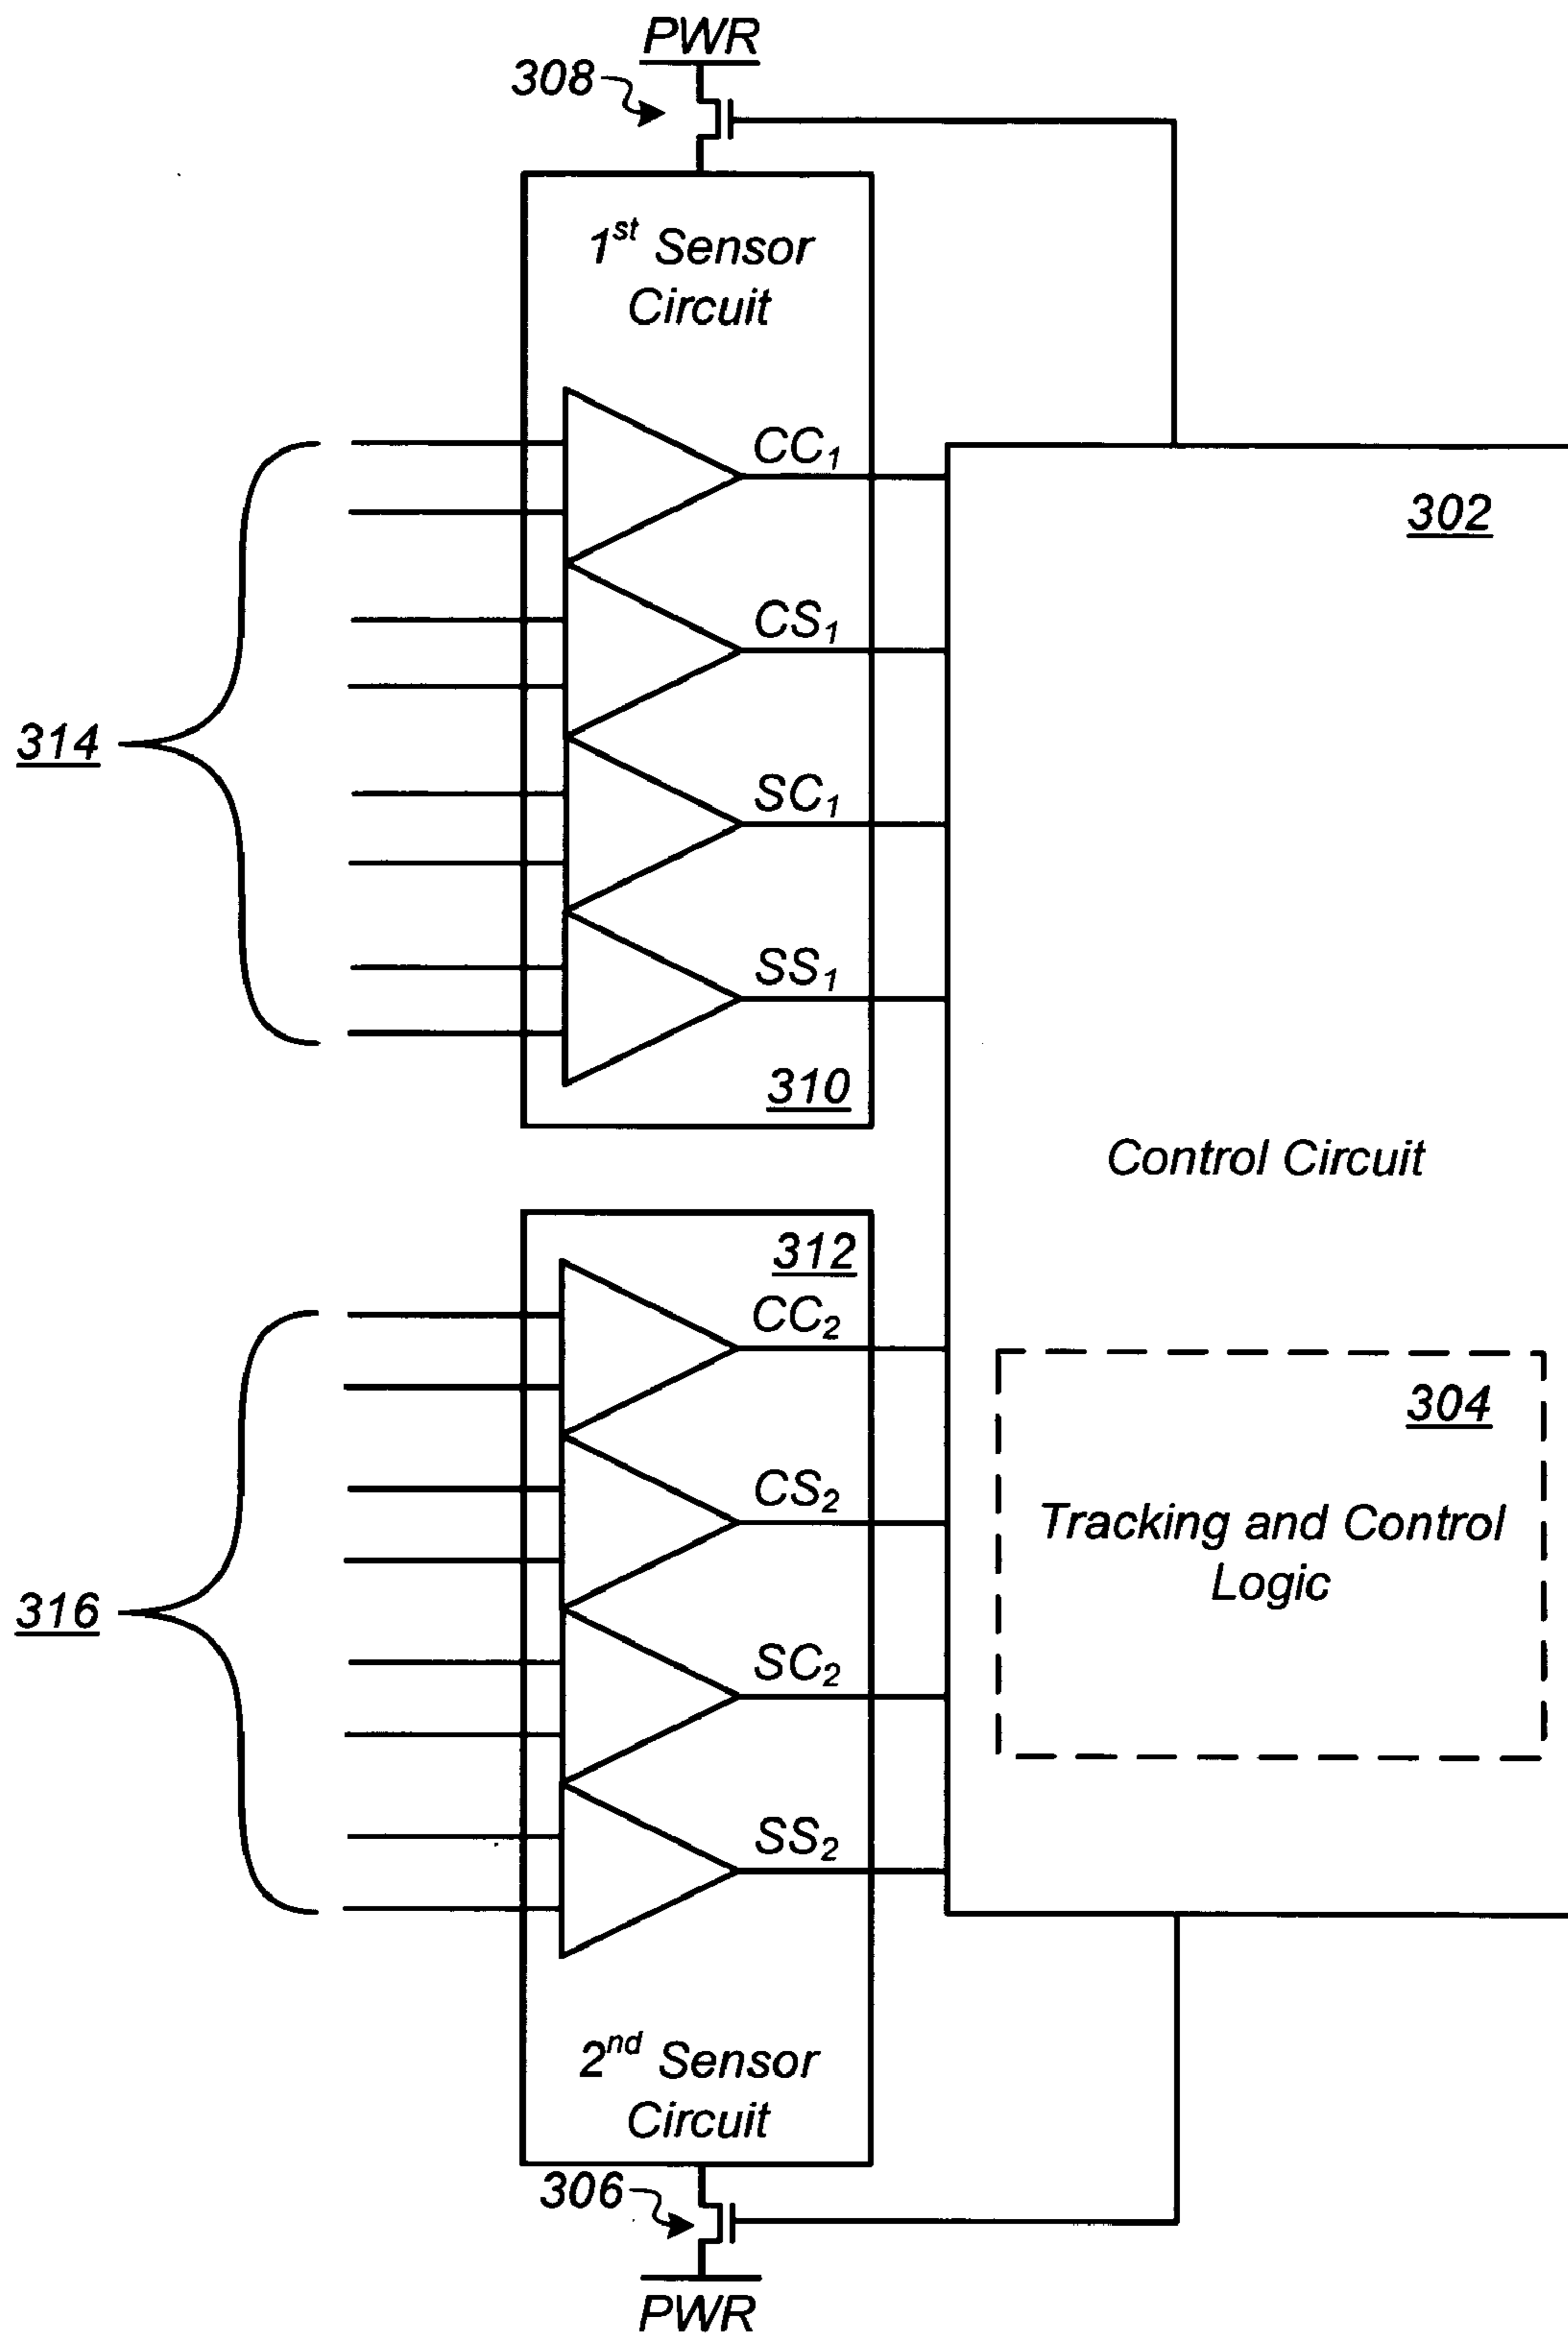 PWR
308
1st Sensor
Circuit
CC1
302
CS1
314
SC1
SS1
310
Control Circuit
312
CC2
304
CS2
Tracking and Control
Logic
316
SC2
SS2
2nd Sensor
Circuit
306
PWR